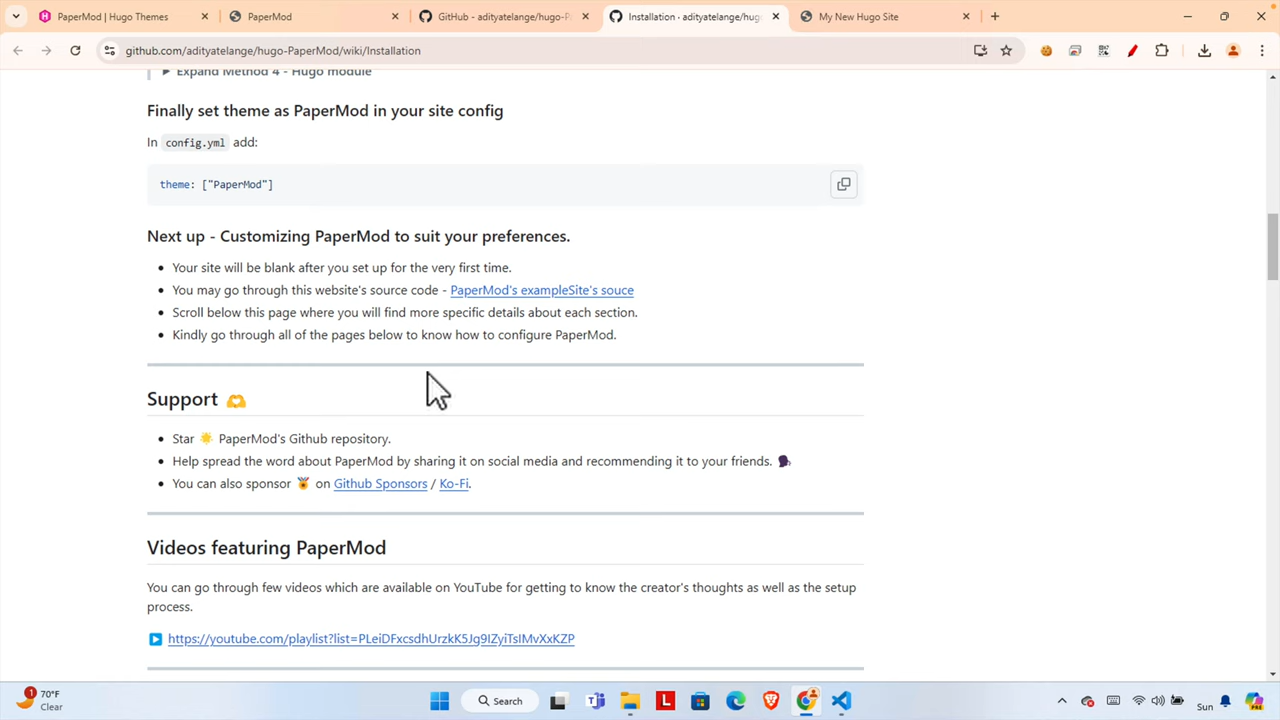 PaperMod | Hugo Themes
PaperMod
GitHub - adityatelange/hugo-P
Installation · adityatelange/hugo
My New Hugo Site
github.com/adityatelange/hugo-PaperMod/wiki/Installation
Expand Method 4 - Hugo module
Finally set theme as PaperMod in your site config
In config.yml add:
theme: ["PaperMod"]
Next up - Customizing PaperMod to suit your preferences.
Your site will be blank after you set up for the very first time.
You may go through this website's source code - PaperMod's exampleSite's souce
Scroll below this page where you will find more specific details about each section.
Kindly go through all of the pages below to know how to configure PaperMod.
Support
Star PaperMod's Github repository.
Help spread the word about PaperMod by sharing it on social media and recommending it to your friends.
You can also sponsor on Github Sponsors / Ko-Fi.
Videos featuring PaperMod
You can go through few videos which are available on YouTube for getting to know the creator's thoughts as well as the setup
process.
https://youtube.com/playlist?list=PLeiDFxcsdhUrzkK5Jg9IZyiTsIMvXxKZP
1
70°F
Clear
Search
Sun